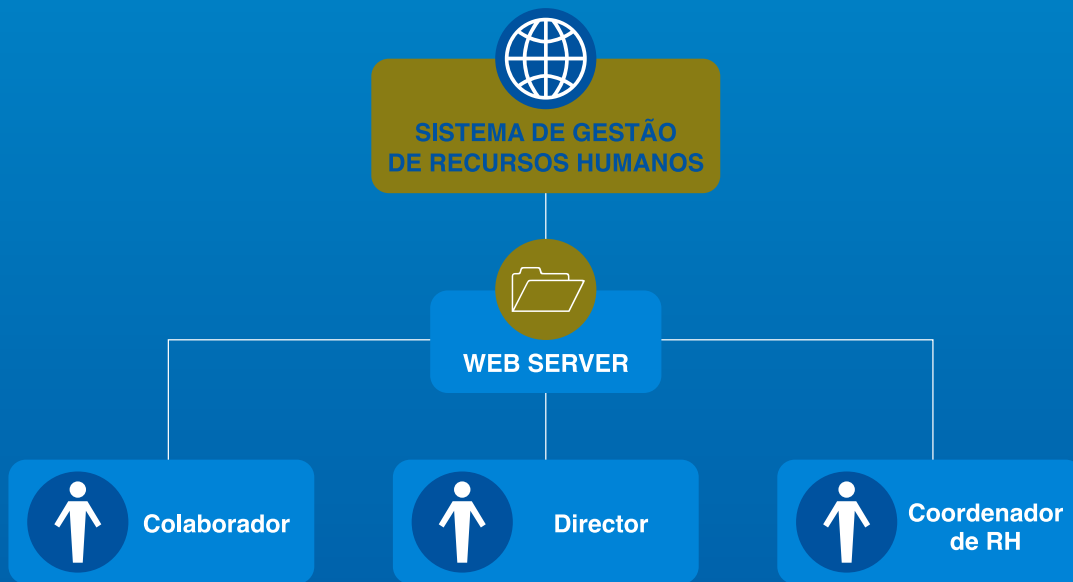 SISTEMA DE GESTÃO
DE RECURSOS HUMANOS
WEB SERVER
Colaborador
Director
Coordenador
de RH